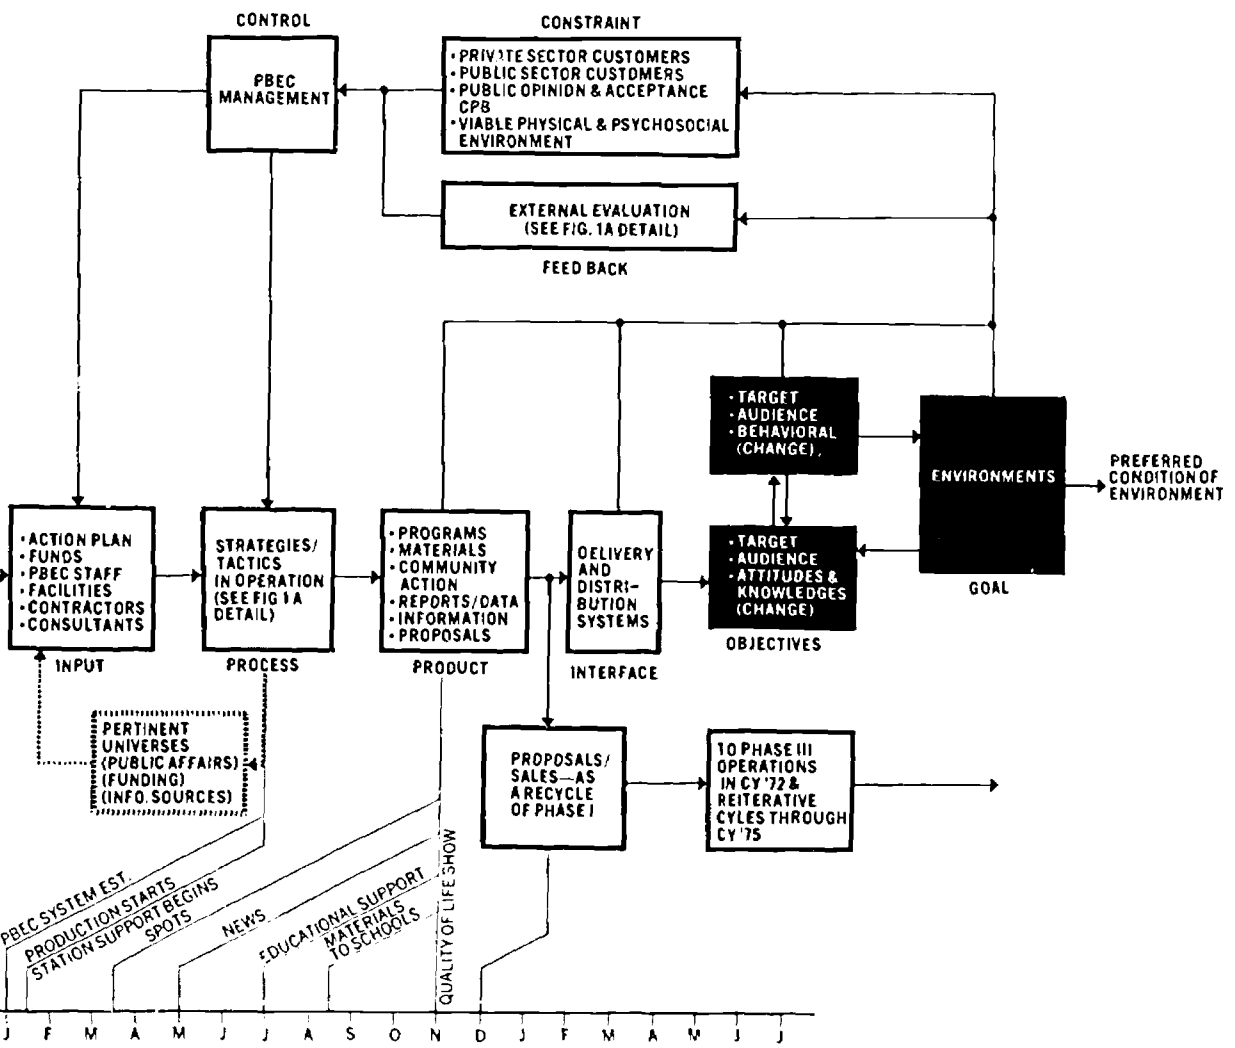 CONTROL
PBEC
MANAGEMENT
CONSTRAINT
• PRIVATE SECTOR CUSTOMERS
• PUBLIC SECTOR CUSTOMERS
• PUBLIC OPINION & ACCEPTANCE
CPB
• VIABLE PHYSICAL & PSYCHOSOCIAL
ENVIRONMENT
EXTERNAL EVALUATION
(SEE FIG. 1A DETAIL)
FEED BACK
• TARGET
• AUDIENCE
• BEHAVIORAL
(CHANGE).
ENVIRONMENTS
GOAL
PREFERRED
CONDITION OF
ENVIRONMENT
• ACTION PLAN
• FUNDS
• PBEC STAFF
• FACILITIES
• CONTRACTORS
• CONSULTANTS
INPUT
STRATEGIES/
TACTICS
IN OPERATION
(SEE FIG 1A
DETAIL)
PROCESS
• PROGRAMS
• MATERIALS
• COMMUNITY
ACTION
• REPORTS/DATA
• INFORMATION
• PROPOSALS
PRODUCT
DELIVERY
AND
DISTRI-
BUTION
SYSTEMS
INTERFACE
• TARGET
• AUDIENCE
• ATTITUDES &
KNOWLEDGES
(CHANGE)
OBJECTIVES
PERTINENT
UNIVERSES
(PUBLIC AFFAIRS)
(FUNDING)
(INFO. SOURCES)
PROPOSALS/
SALES—AS
A RECYCLE
OF PHASE I
TO PHASE III
OPERATIONS
IN CY '72 &
REITERATIVE
CYLES THROUGH
CY '75
PBEC SYSTEM EST.
PRODUCTION STARTS
STATION SUPPORT BEGINS
SPOTS
NEWS
EDUCATIONAL SUPPORT
MATERIALS
TO SCHOOLS
QUALITY OF LIFE SHOW
J F M A M J J A S O N D J F M A M J J